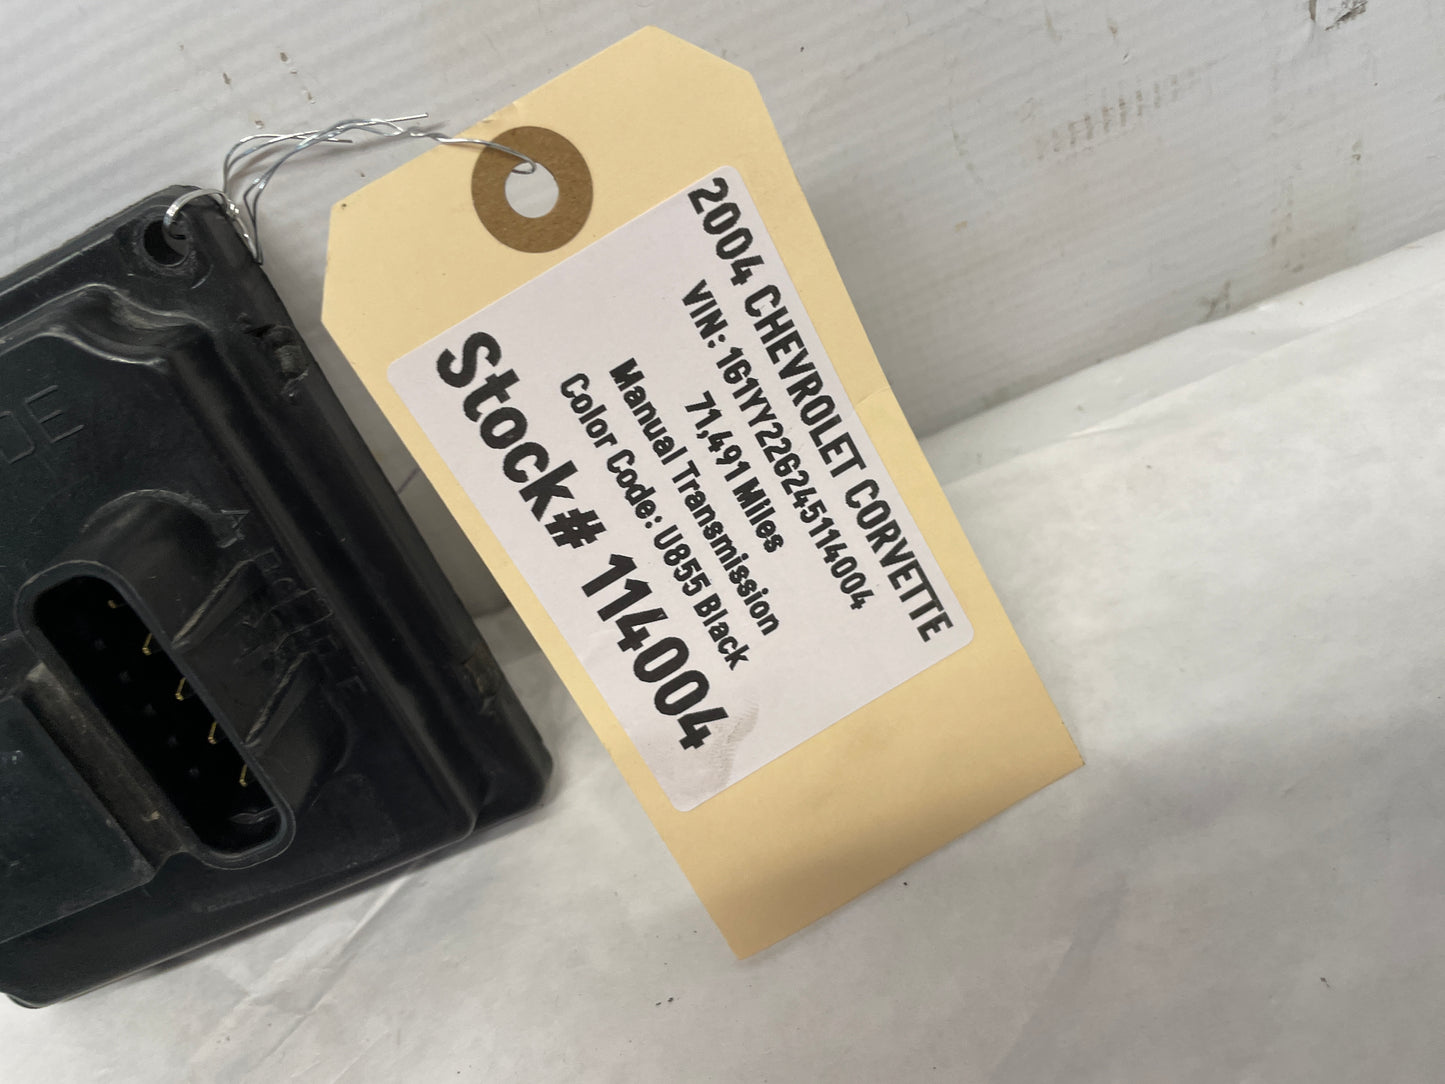 2004 CHEVROLET CORVETTE
VIN: 1G1YY22G245114004
71,491 Miles
Manual Transmission
Color Code: U855 Black
Stock# 114004